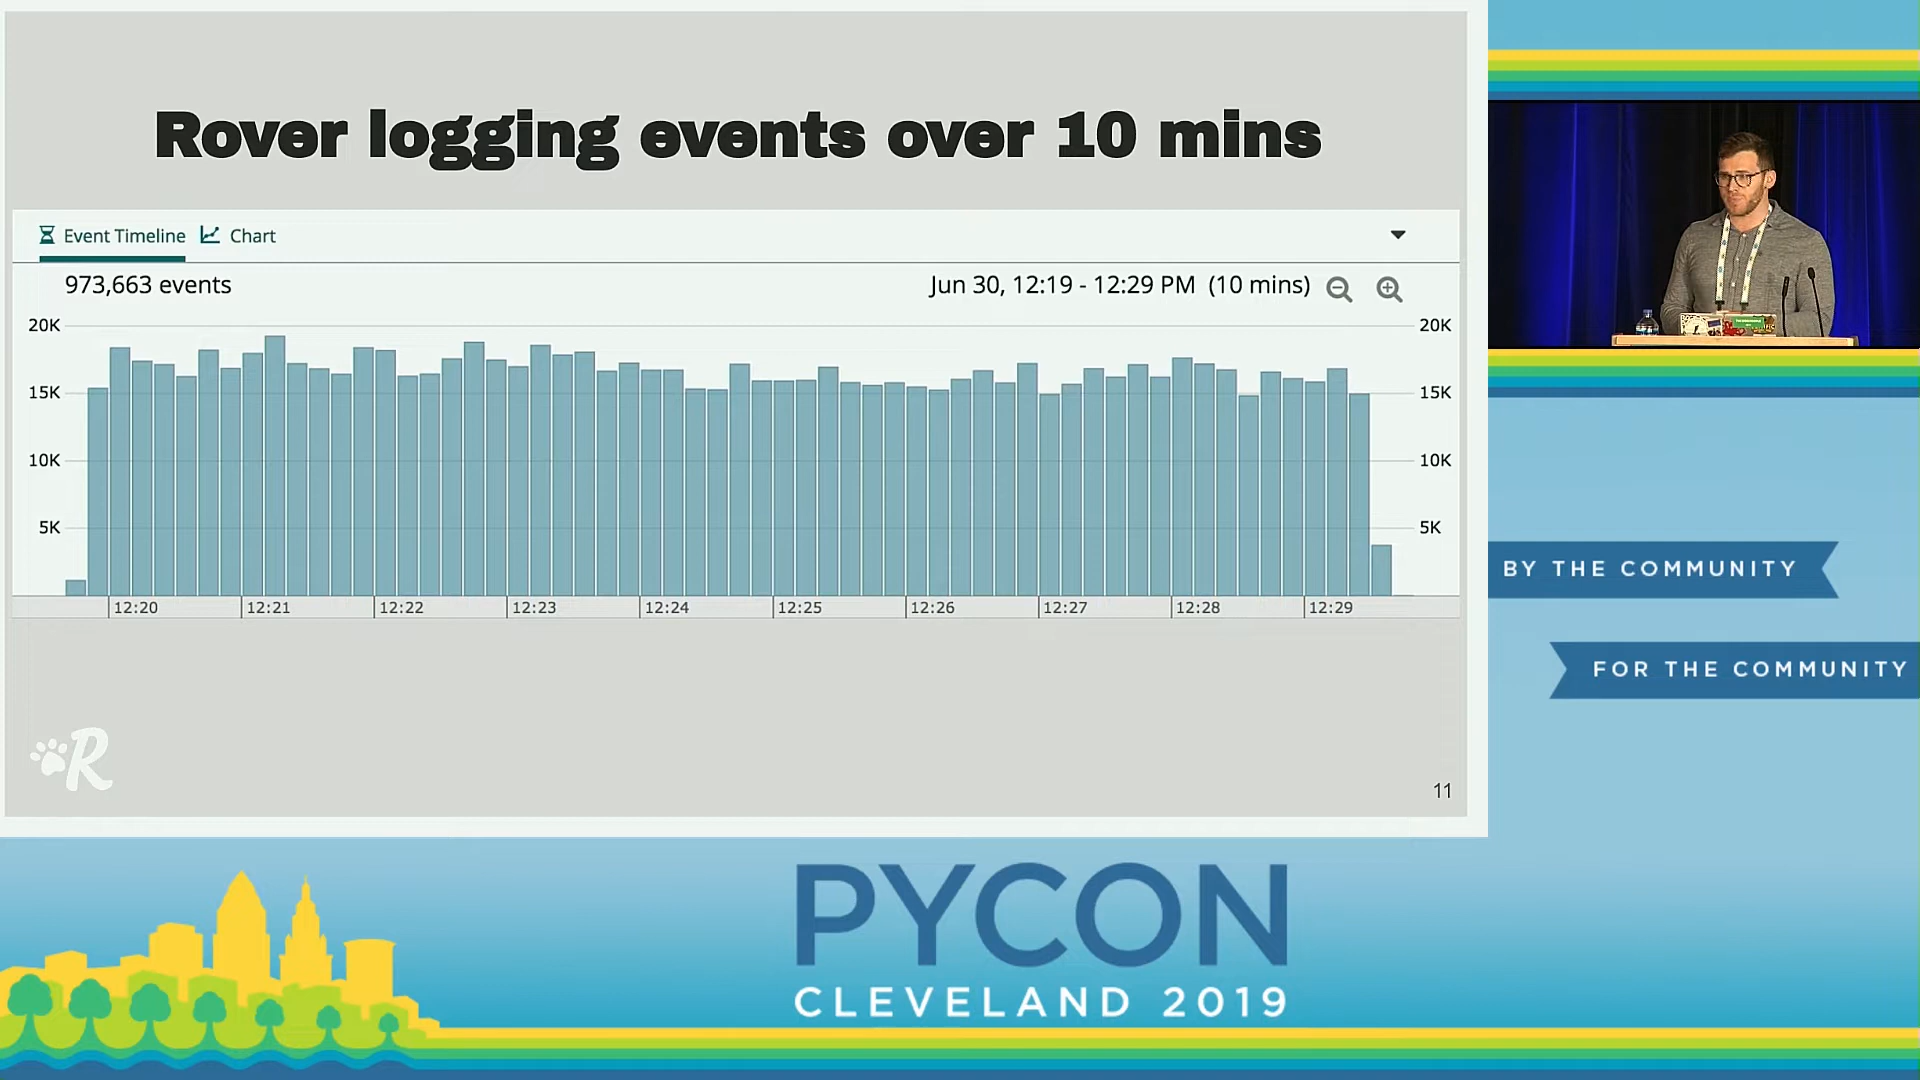 Rover logging events over 10 mins
Event Timeline Chart
973,663 events Jun 30, 12:19 - 12:29 PM (10 mins)
20K 20K
15K 15K
10K 10K
5K 5K
12:20 12:21 12:22 12:23 12:24 12:25 12:26 12:27 12:28 12:29
R
11
BY THE COMMUNITY
FOR THE COMMUNITY
PYCON
CLEVELAND 2019